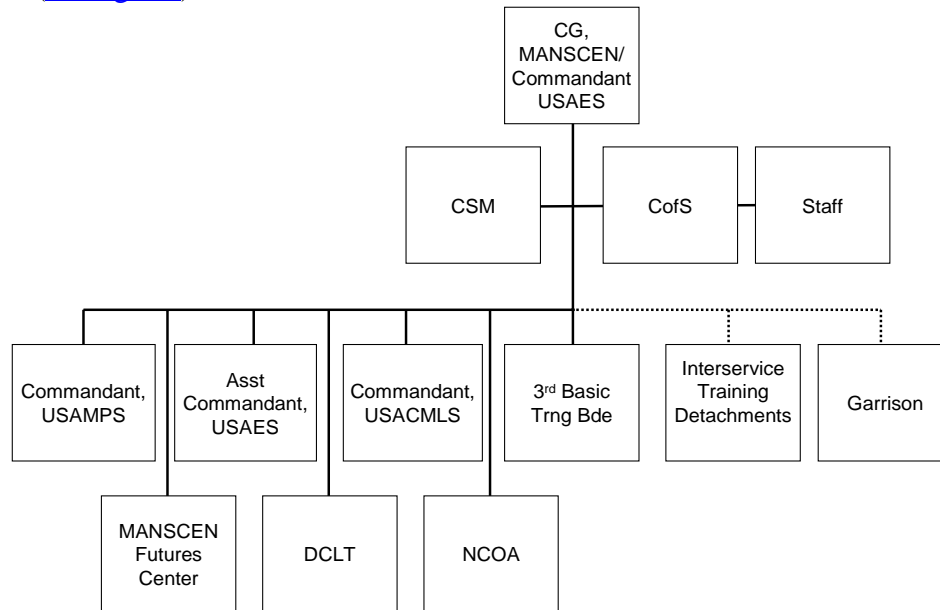 CG,
MANSCEN/
Commandant
USAES
CSM
CofS
Staff
Commandant,
USAMPS
Asst
Commandant,
USAES
Commandant,
USACMLS
3rd Basic
Trng Bde
Interservice
Training
Detachments
Garrison
MANSCEN
Futures
Center
DCLT
NCOA